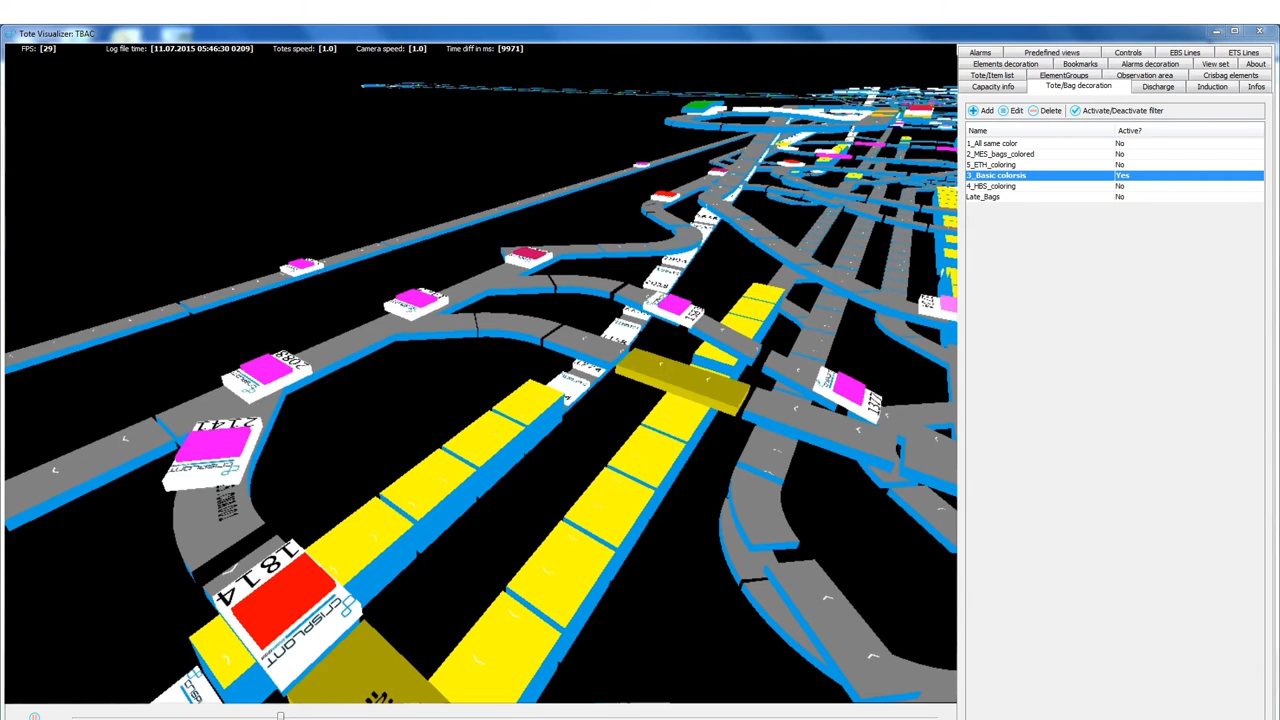 Tote Visualizer: TBAC
FPS: [29]
Log file time: [11.07.2015 05:46:30 0209]
Totes speed: [1.0]
Camera speed: [1.0]
Time diff in ms: [9971]
Alarms
Predefined views
Controls
EBS Lines
ETS Lines
Elements decoration
Bookmarks
Alarms decoration
View set
About
Tote/Item list
ElementGroups
Observation area
Crisbag elements
Capacity info
Tote/Bag decoration
Discharge
Induction
Infos
Add
Edit
Delete
Activate/Deactivate filter
Name Active?
1_All same color No
2_MES_bags_colored No
5_ETH_coloring No
3_Basic colorsis Yes
4_HBS_coloring No
Late_Bags No
2089
2141
1377
1814
crisplant